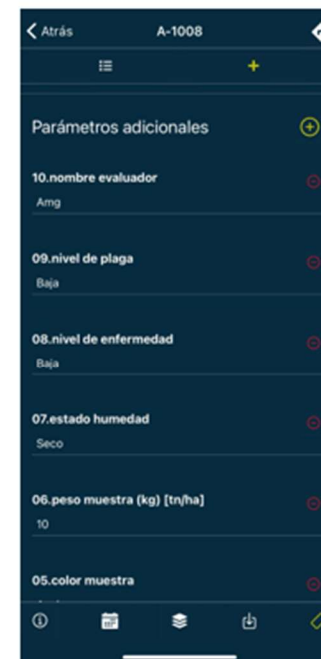 Atrás
A-1008
Parámetros adicionales
10.nombre evaluador
Amg
09.nivel de plaga
Baja
08.nivel de enfermedad
Baja
07.estado humedad
Seco
06.peso muestra (kg) [tn/ha]
10
05.color muestra